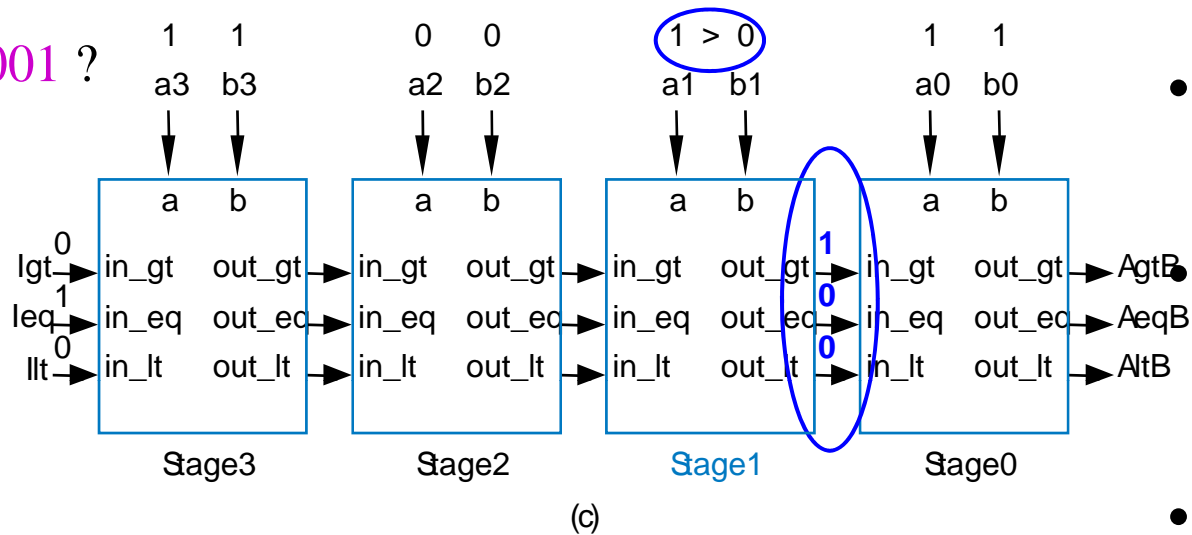 001 ?
1 1 0 0 1 > 0 1 1
a3 b3 a2 b2 a1 b1 a0 b0
a b a b a b a b
0 1
Igt in_gt out_gt in_gt out_gt in_gt out_gt in_gt out_gt AgtB
1 0
Ieq in_eq out_eq in_eq out_eq in_eq out_eq in_eq out_eq AeqB
0 0
Ilt in_lt out_lt in_lt out_lt in_lt out_lt in_lt out_lt AltB
Stage3 Stage2 Stage1 Stage0
(c)